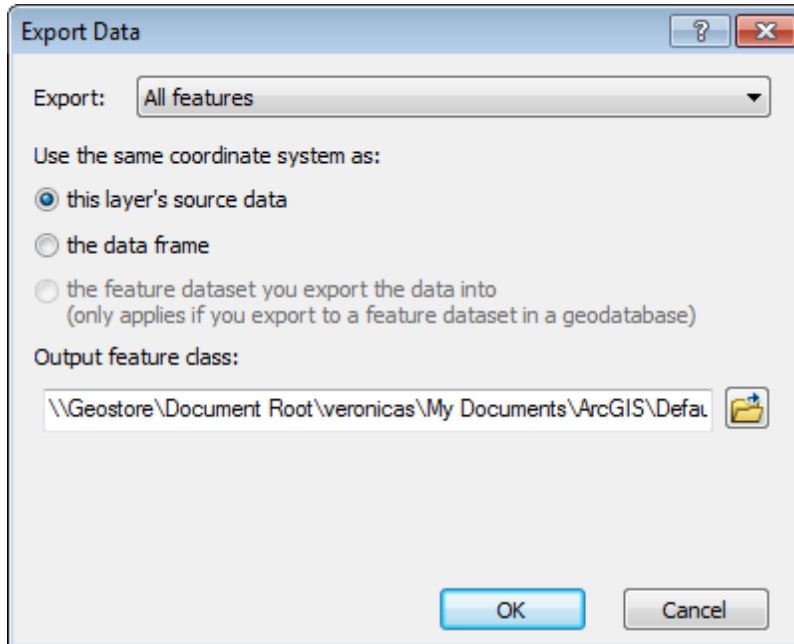 Export Data
Export: All features
Use the same coordinate system as:
this layer's source data
the data frame
the feature dataset you export the data into
(only applies if you export to a feature dataset in a geodatabase)
Output feature class:
\\Geostore\Document Root\veronicas\My Documents\ArcGIS\Defau
OK Cancel